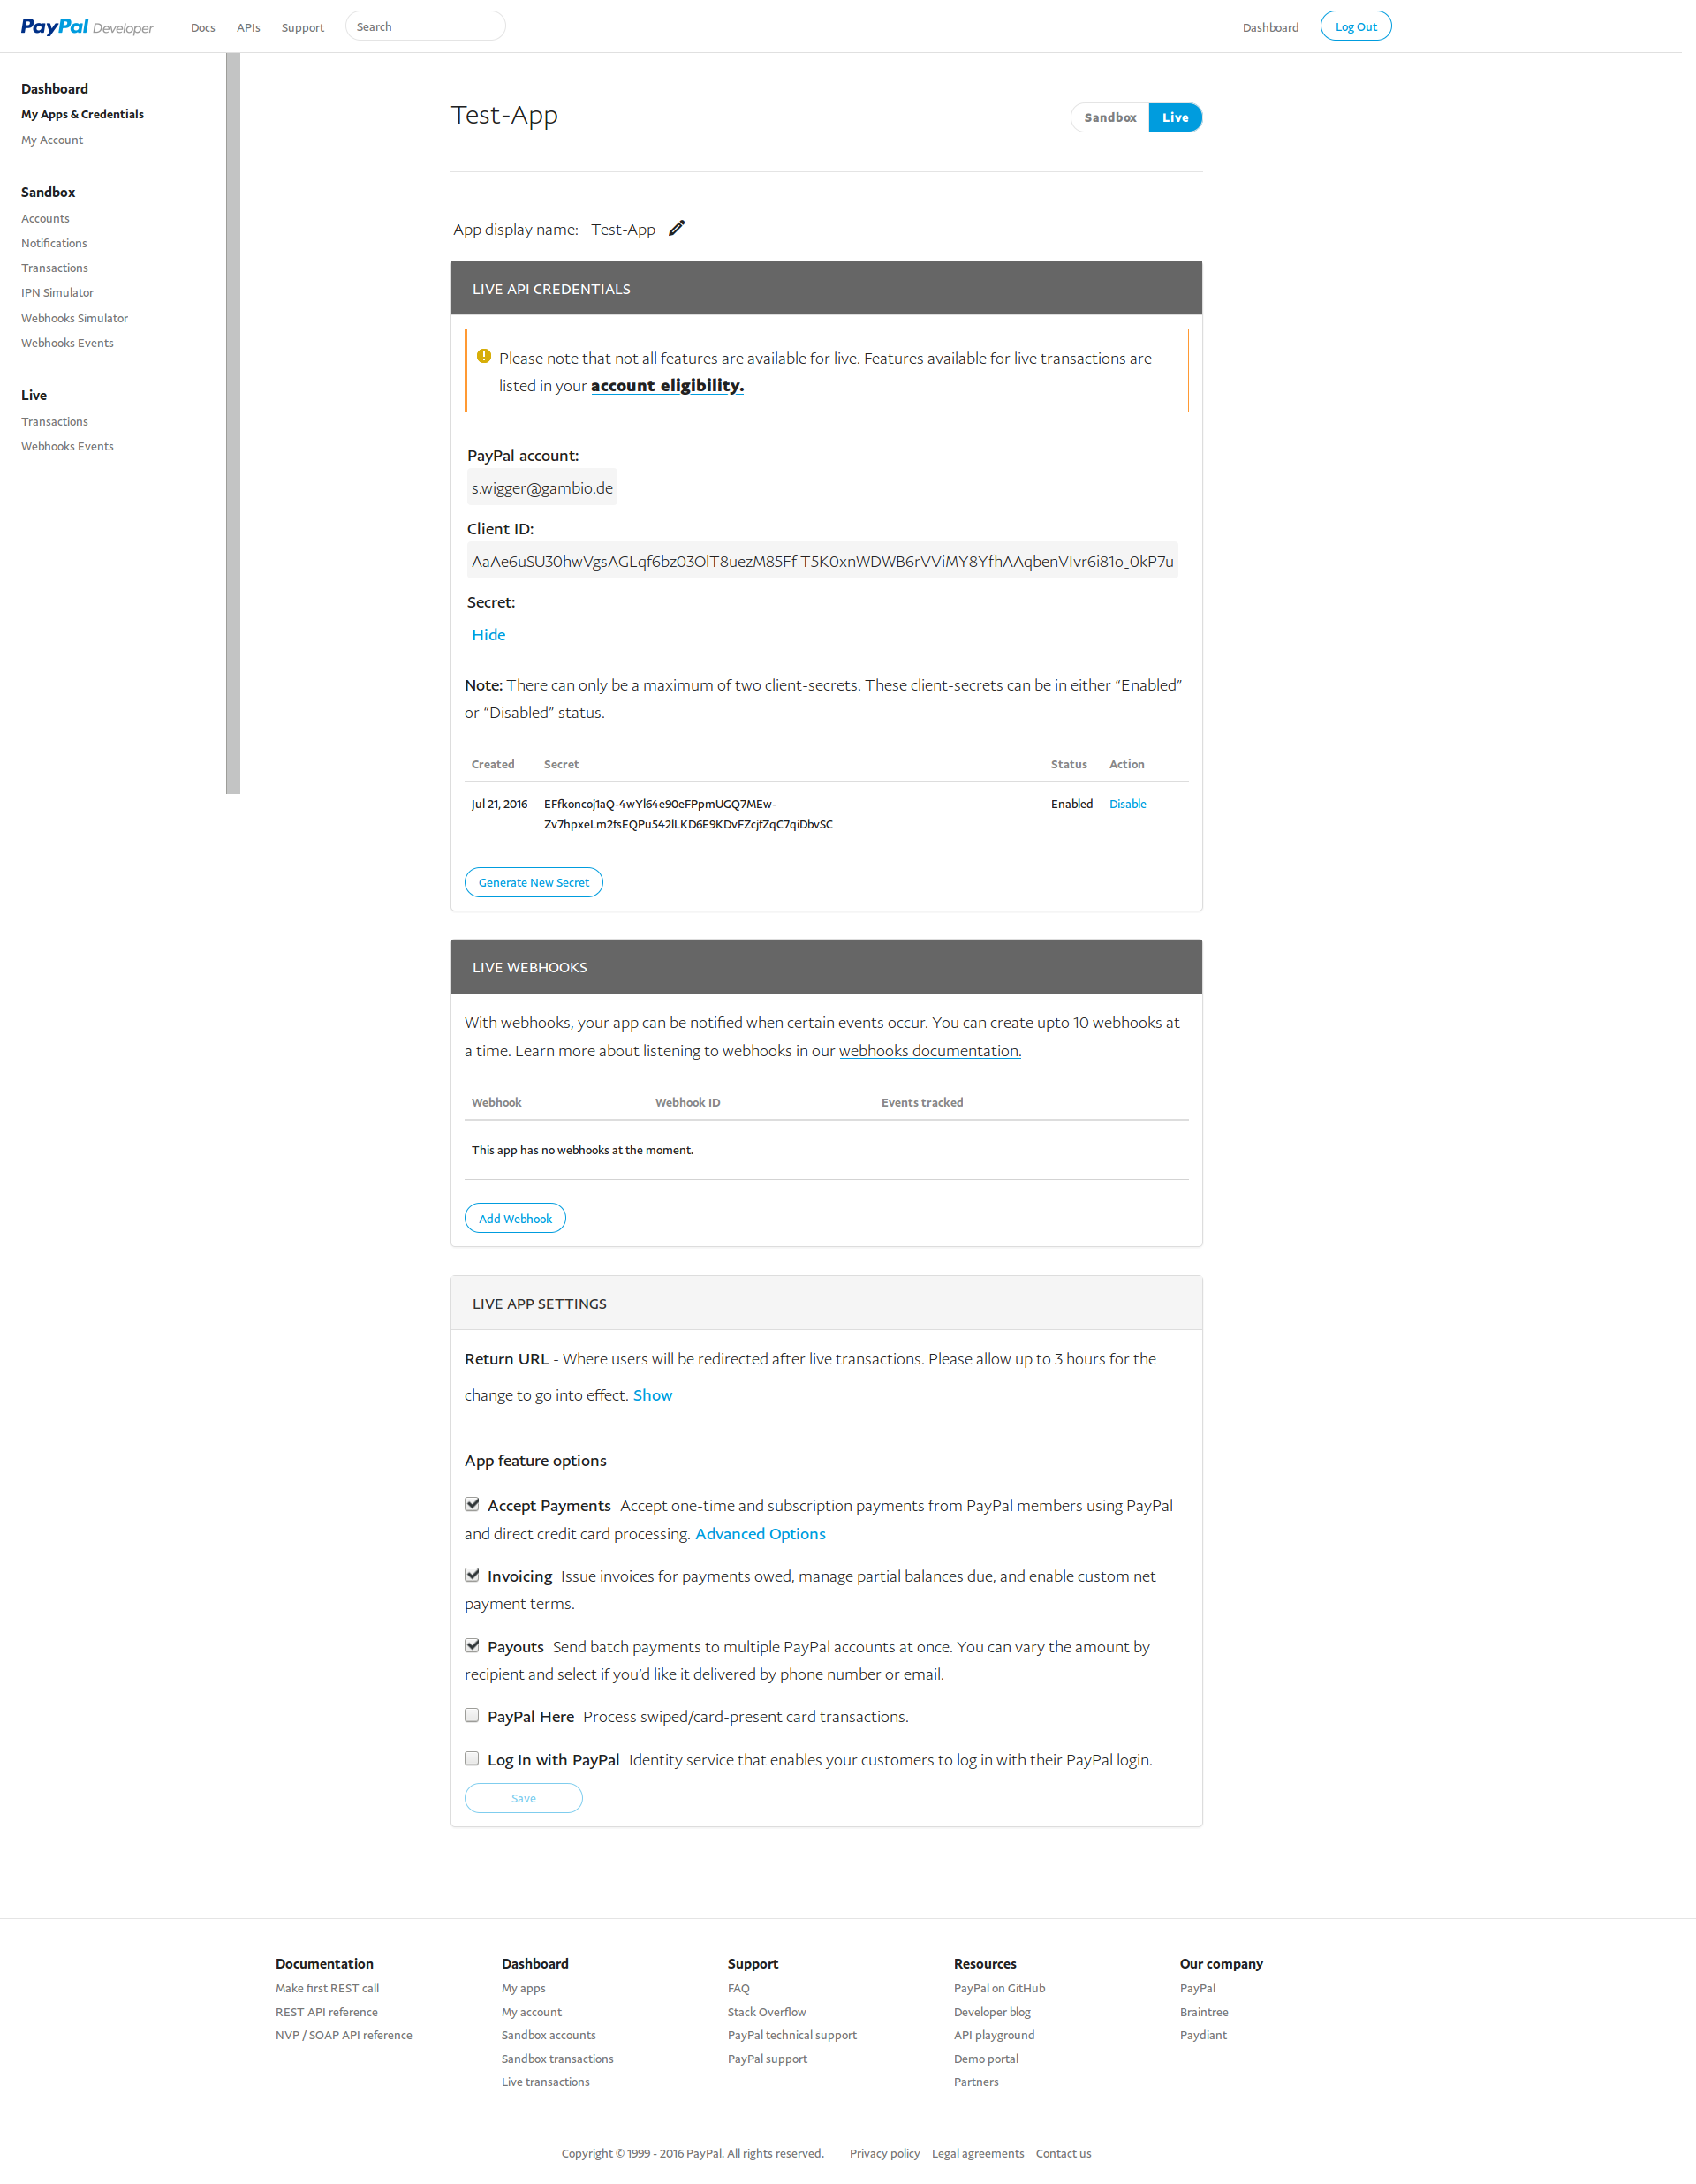 PayPal Developer
Docs
APIs
Support
Search
Dashboard
Log Out
Dashboard
My Apps & Credentials
My Account
Sandbox
Accounts
Notifications
Transactions
IPN Simulator
Webhooks Simulator
Webhooks Events
Live
Transactions
Webhooks Events
Test-App
Sandbox Live
App display name: Test-App
LIVE API CREDENTIALS
Please note that not all features are available for live. Features available for live transactions are
listed in your account eligibility.
PayPal account:
s.wigger@gambio.de
Client ID:
AaAe6uSU30hwVgsAGLqf6bz03OlT8uezM85Ff-T5K0xnWDWB6rVViMY8YfhAAqbenVIvr6i81o_0kP7u
Secret:
Hide
Note: There can only be a maximum of two client-secrets. These client-secrets can be in either “Enabled”
or “Disabled” status.
Created Secret Status Action
Jul 21, 2016 EFfkoncoj1aQ-4wYl64e90eFPpmUGQ7MEw- Enabled Disable
Zv7hpxeLm2fsEQPu542lLKD6E9KDvFZcjfZqC7qiDbvSC
Generate New Secret
LIVE WEBHOOKS
With webhooks, your app can be notified when certain events occur. You can create upto 10 webhooks at
a time. Learn more about listening to webhooks in our webhooks documentation.
Webhook Webhook ID Events tracked
This app has no webhooks at the moment.
Add Webhook
LIVE APP SETTINGS
Return URL - Where users will be redirected after live transactions. Please allow up to 3 hours for the
change to go into effect. Show
App feature options
Accept Payments Accept one-time and subscription payments from PayPal members using PayPal
and direct credit card processing. Advanced Options
Invoicing Issue invoices for payments owed, manage partial balances due, and enable custom net
payment terms.
Payouts Send batch payments to multiple PayPal accounts at once. You can vary the amount by
recipient and select if you’d like it delivered by phone number or email.
PayPal Here Process swiped/card-present card transactions.
Log In with PayPal Identity service that enables your customers to log in with their PayPal login.
Save
Documentation
Make first REST call
REST API reference
NVP / SOAP API reference
Dashboard
My apps
My account
Sandbox accounts
Sandbox transactions
Live transactions
Support
FAQ
Stack Overflow
PayPal technical support
PayPal support
Resources
PayPal on GitHub
Developer blog
API playground
Demo portal
Partners
Our company
PayPal
Braintree
Paydiant
Copyright © 1999 - 2016 PayPal. All rights reserved. Privacy policy Legal agreements Contact us